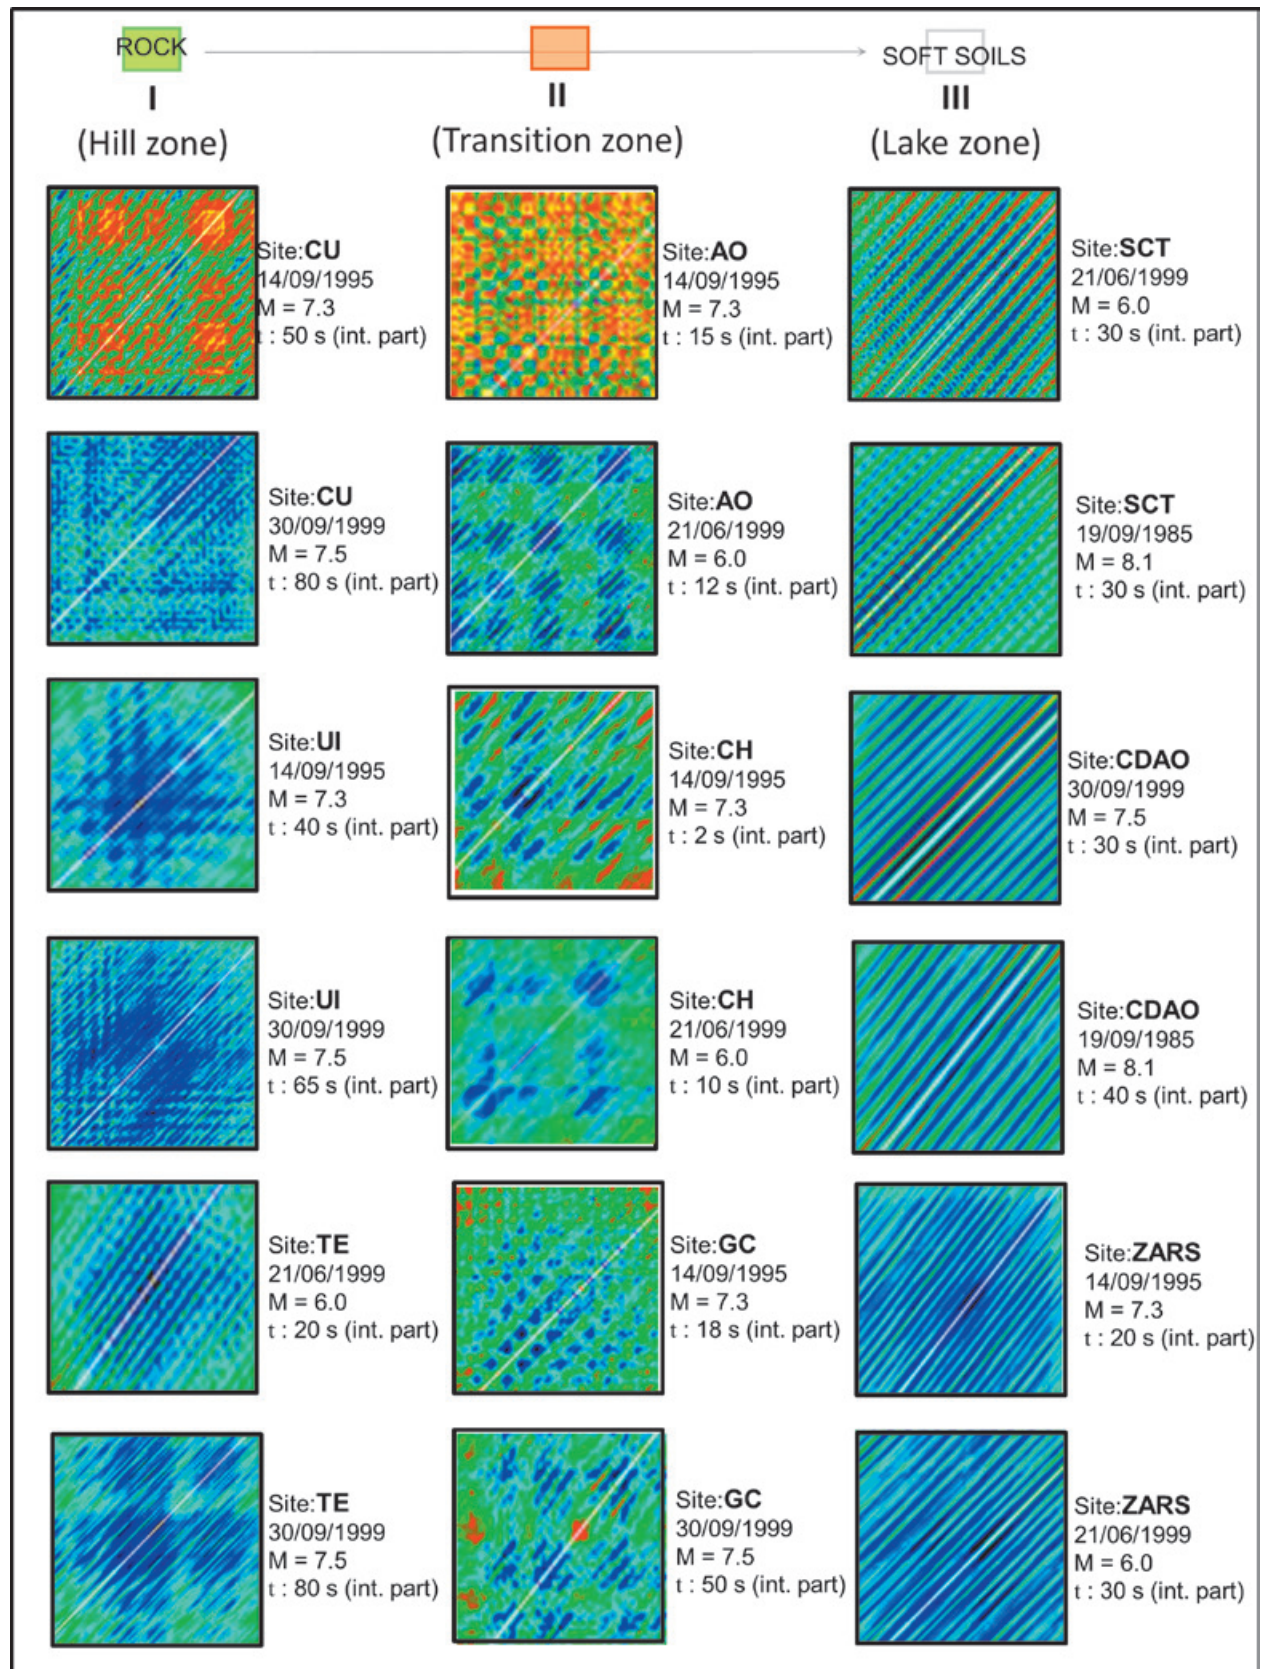 ROCK
SOFT SOILS
I
II
III
(Hill zone)
(Transition zone)
(Lake zone)
Site:CU
14/09/1995
M = 7.3
t : 50 s (int. part)
Site:AO
14/09/1995
M = 7.3
t : 15 s (int. part)
Site:SCT
21/06/1999
M = 6.0
t : 30 s (int. part)
Site:CU
30/09/1999
M = 7.5
t : 80 s (int. part)
Site:AO
21/06/1999
M = 6.0
t : 12 s (int. part)
Site:SCT
19/09/1985
M = 8.1
t : 30 s (int. part)
Site:UI
14/09/1995
M = 7.3
t : 40 s (int. part)
Site:CH
14/09/1995
M = 7.3
t : 2 s (int. part)
Site:CDAO
30/09/1999
M = 7.5
t : 30 s (int. part)
Site:UI
30/09/1999
M = 7.5
t : 65 s (int. part)
Site:CH
21/06/1999
M = 6.0
t : 10 s (int. part)
Site:CDAO
19/09/1985
M = 8.1
t : 40 s (int. part)
Site:TE
21/06/1999
M = 6.0
t : 20 s (int. part)
Site:GC
14/09/1995
M = 7.3
t : 18 s (int. part)
Site:ZARS
14/09/1995
M = 7.3
t : 20 s (int. part)
Site:TE
30/09/1999
M = 7.5
t : 80 s (int. part)
Site:GC
30/09/1999
M = 7.5
t : 50 s (int. part)
Site:ZARS
21/06/1999
M = 6.0
t : 30 s (int. part)